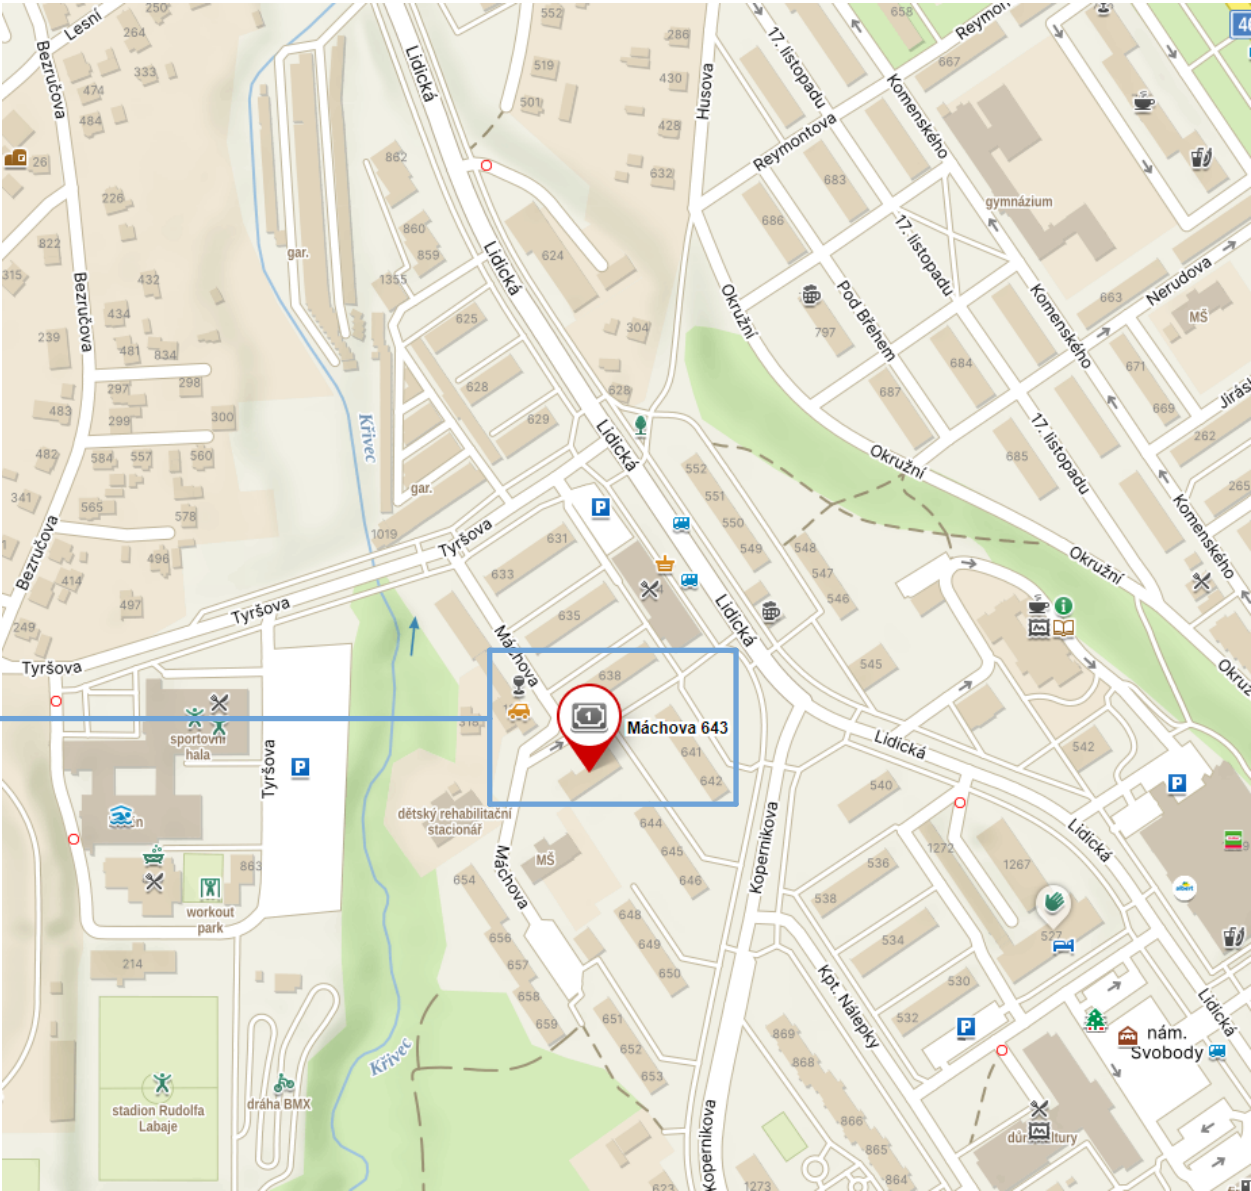 Lesní
250
264
333
474
484
26
Bezručova
226
822
315
432
434
239
481
834
Bezručova
297
298
483
299
300
482
584
557
560
341
565
578
496
414
Bezručova
497
249
Tyršova
Tyršova
Tyršova
Lidická
552
286
519
430
501
428
632
Husova
862
860
859
1355
gar.
624
Lidická
625
304
628
628
629
Křivec
gar.
1019
Lidická
658
17. listopadu
667
Komenského
Reymontova
683
686
gymnázium
17. listopadu
Okružní
Pod Břehem
797
663
Nerudova
MŠ
Komenského
684
671
687
669
262
265
685
17. listopadu
Okružní
Komenského
Okružní
552
551
550
549
548
547
546
P
631
633
635
Máchova
638
Lidická
545
Máchova 643
641
642
Lidická
542
540
P
sportovní
hala
Tyršova
P
863
workout
park
dětský rehabilitační
stacionář
644
645
646
MŠ
654
Máchova
Kopernikova
536
1272
1267
538
534
527
Lidická
albert
648
649
650
656
657
658
659
214
651
652
653
Kpt. Nálepky
530
532
P
Lidická
nám.
Svobody
Křivec
869
868
866
865
864
stadion Rudolfa
Labaje
dráha BMX
Kopernikova
623
1273